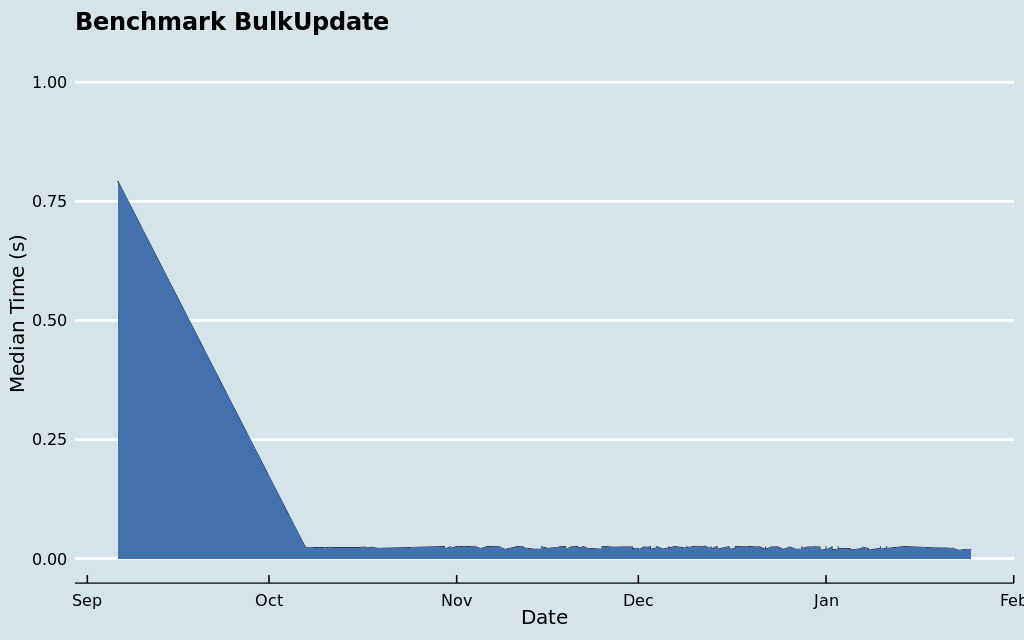 Benchmark BulkUpdate
1.00
0.75
0.50
0.25
0.00
Median Time (s)
Sep Oct Nov Dec Jan Feb
Date